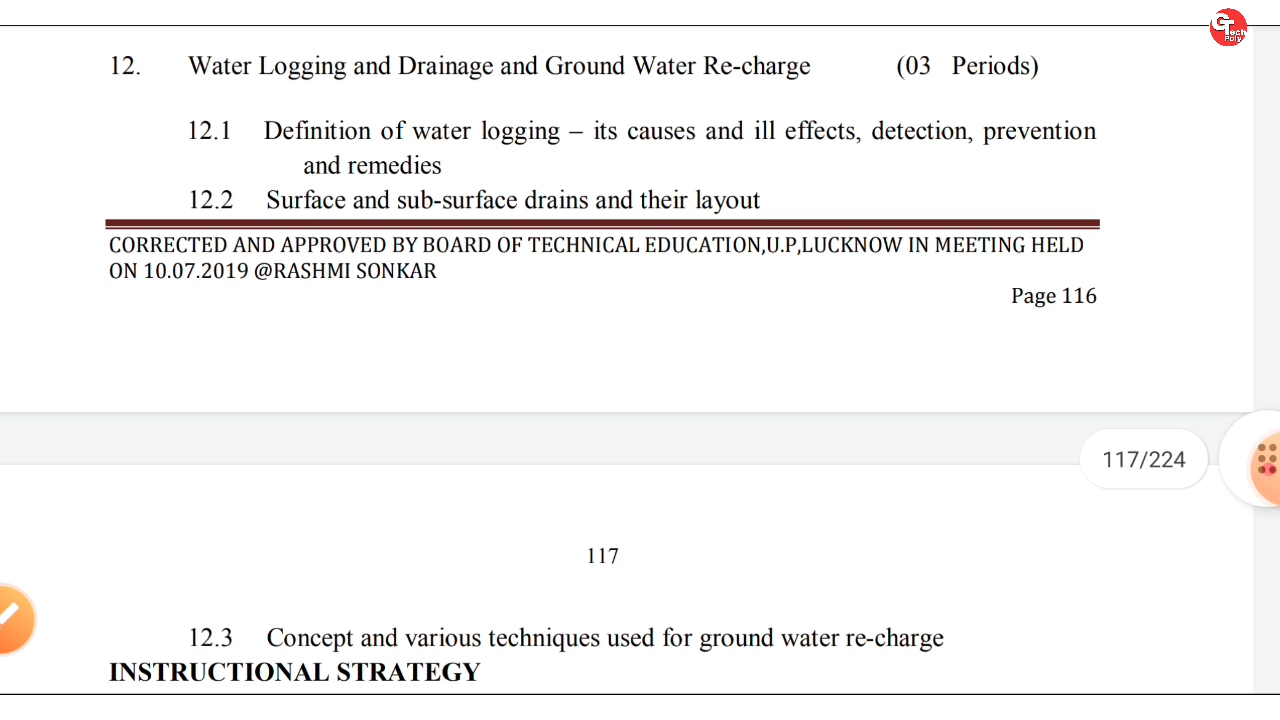 GTech
Poly
12. Water Logging and Drainage and Ground Water Re-charge (03 Periods)
12.1 Definition of water logging – its causes and ill effects, detection, prevention
and remedies
12.2 Surface and sub-surface drains and their layout
CORRECTED AND APPROVED BY BOARD OF TECHNICAL EDUCATION,U.P,LUCKNOW IN MEETING HELD
ON 10.07.2019 @RASHMI SONKAR
Page 116
117/224
117
12.3 Concept and various techniques used for ground water re-charge
INSTRUCTIONAL STRATEGY